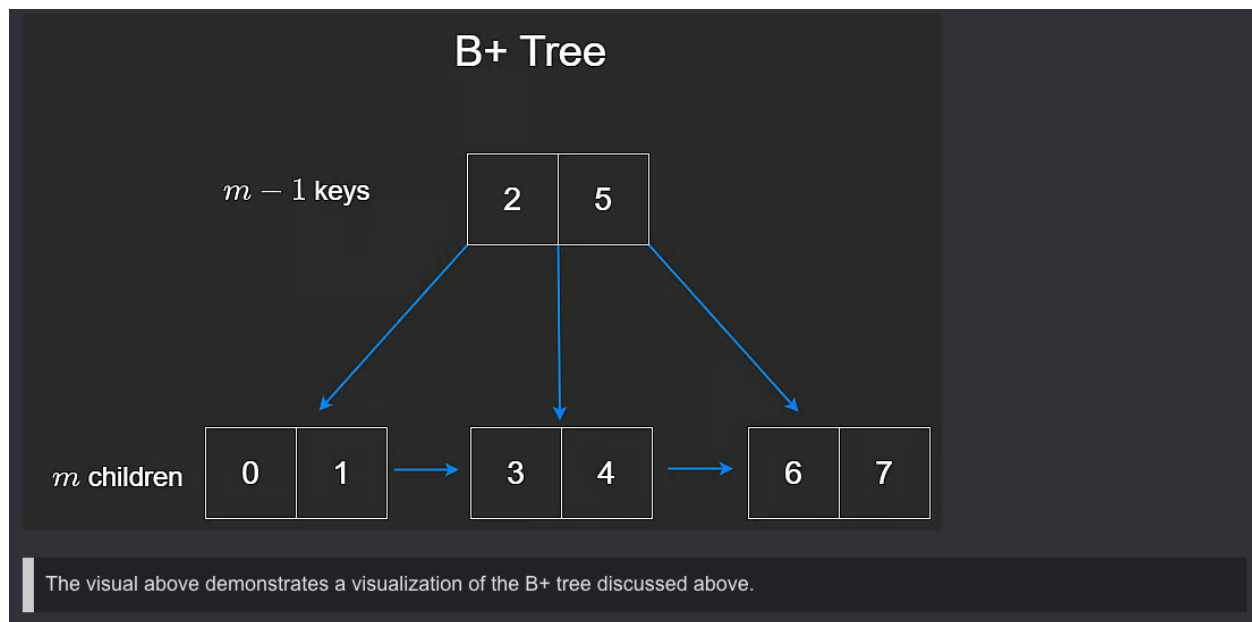 B+ Tree
m − 1 keys
2 5
m children
0 1 3 4 6 7
The visual above demonstrates a visualization of the B+ tree discussed above.